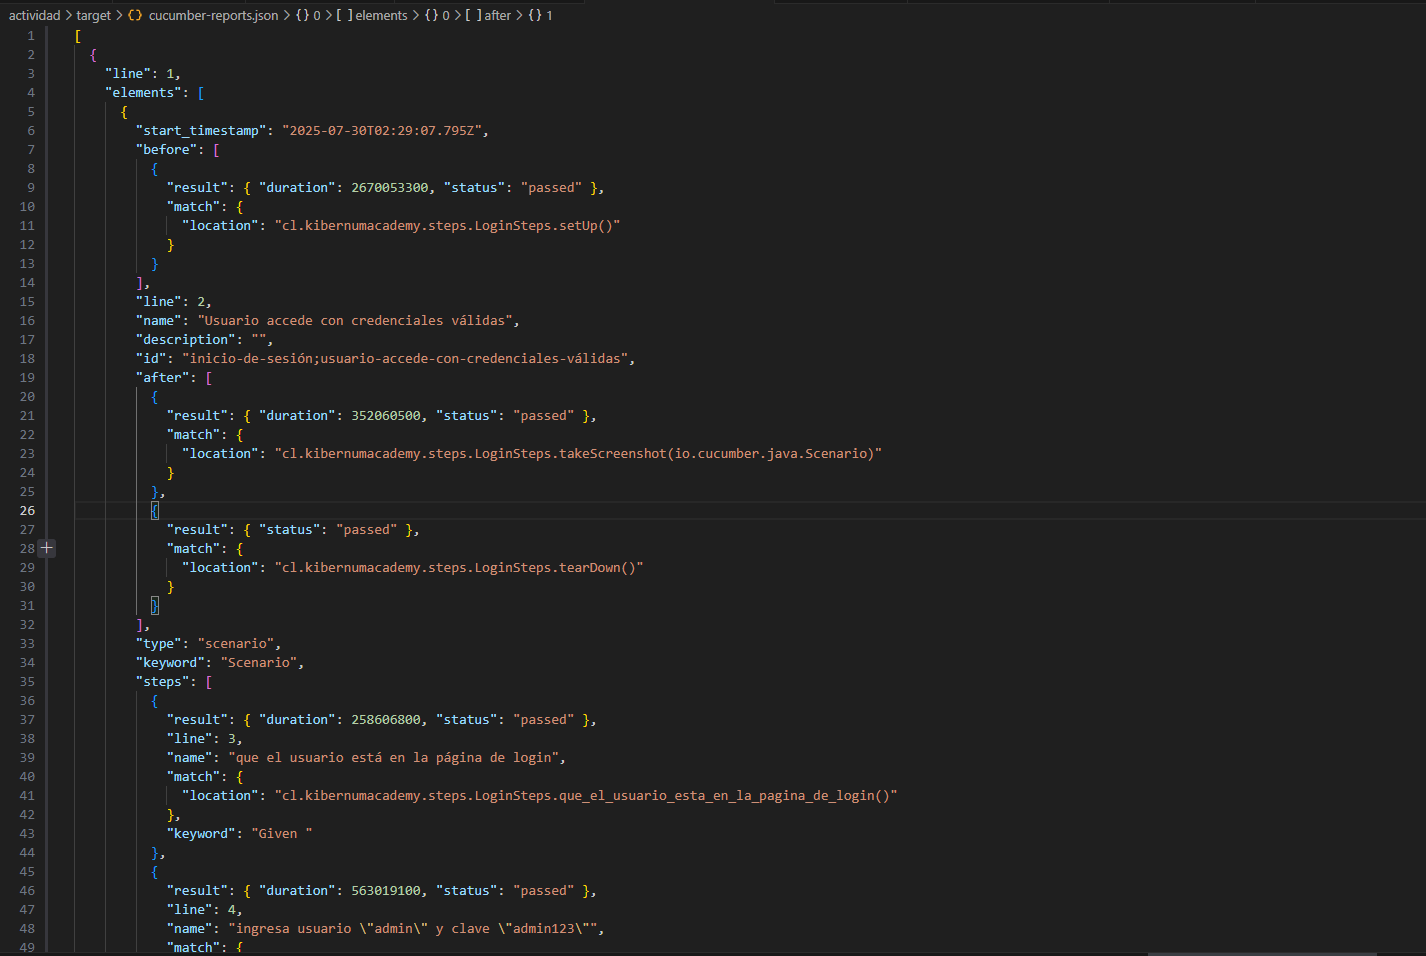 actividad > target > {} cucumber-reports.json > {} 0 > [ ] elements > {} 0 > [ ] after > {} 1
1 [
2 {
3 "line": 1,
4 "elements": [
5 {
6 "start_timestamp": "2025-07-30T02:29:07.795Z",
7 "before": [
8 {
9 "result": { "duration": 2670053300, "status": "passed" },
10 "match": {
11 "location": "cl.kibernumacademy.steps.LoginSteps.setUp()"
12 }
13 }
14 ],
15 "line": 2,
16 "name": "Usuario accede con credenciales válidas",
17 "description": "",
18 "id": "inicio-de-sesión;usuario-accede-con-credenciales-válidas",
19 "after": [
20 {
21 "result": { "duration": 352060500, "status": "passed" },
22 "match": {
23 "location": "cl.kibernumacademy.steps.LoginSteps.takeScreenshot(io.cucumber.java.Scenario)"
24 }
25 },
26 {
27 "result": { "status": "passed" },
28 "match": {
29 "location": "cl.kibernumacademy.steps.LoginSteps.tearDown()"
30 }
31 }
32 ],
33 "type": "scenario",
34 "keyword": "Scenario",
35 "steps": [
36 {
37 "result": { "duration": 258606800, "status": "passed" },
38 "line": 3,
39 "name": "que el usuario está en la página de login",
40 "match": {
41 "location": "cl.kibernumacademy.steps.LoginSteps.que_el_usuario_esta_en_la_pagina_de_login()"
42 },
43 "keyword": "Given "
44 },
45 {
46 "result": { "duration": 563019100, "status": "passed" },
47 "line": 4,
48 "name": "ingresa usuario \"admin\" y clave \"admin123\"",
49 "match": {